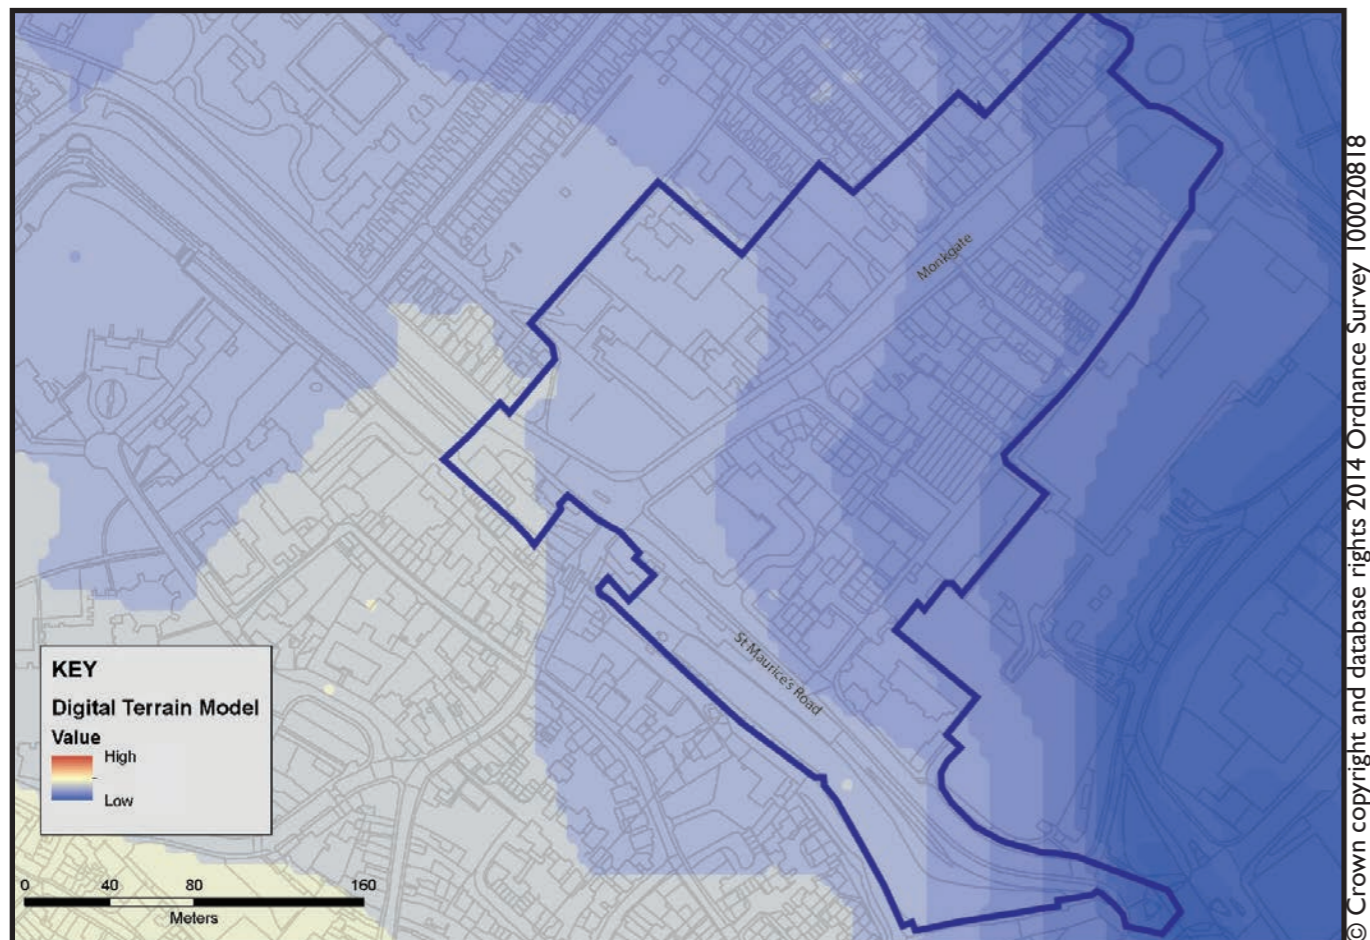 Monkgate
St Maurice's Road
KEY
Digital Terrain Model
Value
High
Low
0 40 80 160
Meters
© Crown copyright and database rights 2014 Ordnance Survey 100020818